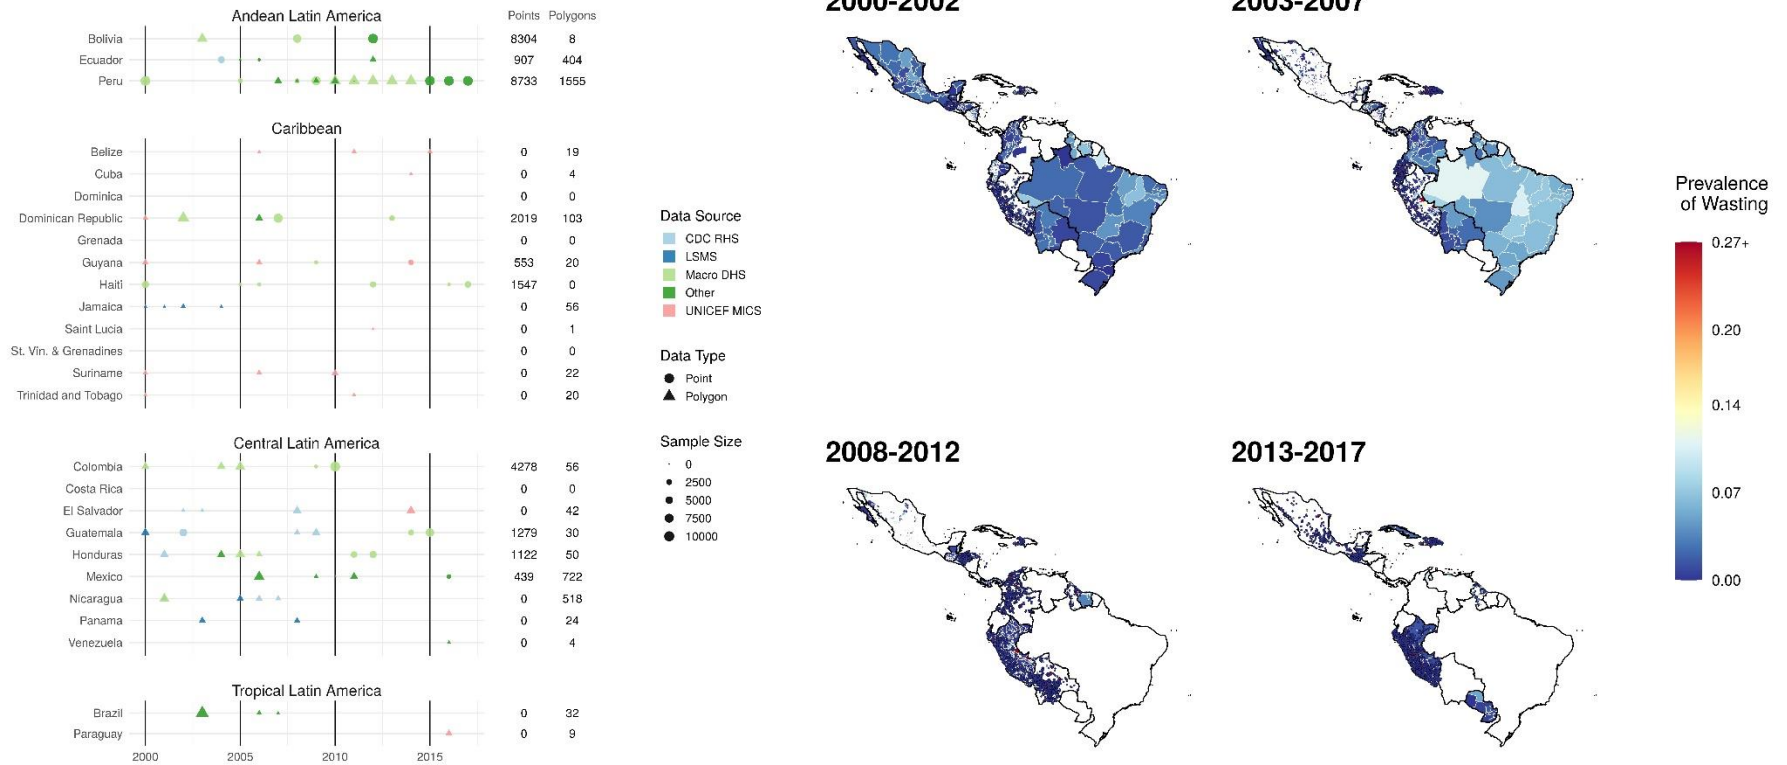 Andean Latin America Points Polygons
Bolivia 8304 8
Ecuador 907 404
Peru 8733 1555
Caribbean
Belize 0 19
Cuba 0 4
Dominica 0 0
Dominican Republic 2019 103
Grenada 0 0
Guyana 553 20
Haiti 1547 0
Jamaica 0 56
Saint Lucia 0 1
St. Vin. & Grenadines 0 0
Suriname 0 22
Trinidad and Tobago 0 20
Central Latin America
Colombia 4278 56
Costa Rica 0 0
El Salvador 0 42
Guatemala 1279 30
Honduras 1122 50
Mexico 439 722
Nicaragua 0 518
Panama 0 24
Venezuela 0 4
Tropical Latin America
Brazil 0 32
Paraguay 0 9
2000 2005 2010 2015
Data Source
CDC RHS
LSMS
Macro DHS
Other
UNICEF MICS
Data Type
Point
Polygon
Sample Size
0
2500
5000
7500
10000
2000-2002
2003-2007
2008-2012
2013-2017
Prevalence
of Wasting
0.27+
0.20
0.14
0.07
0.00